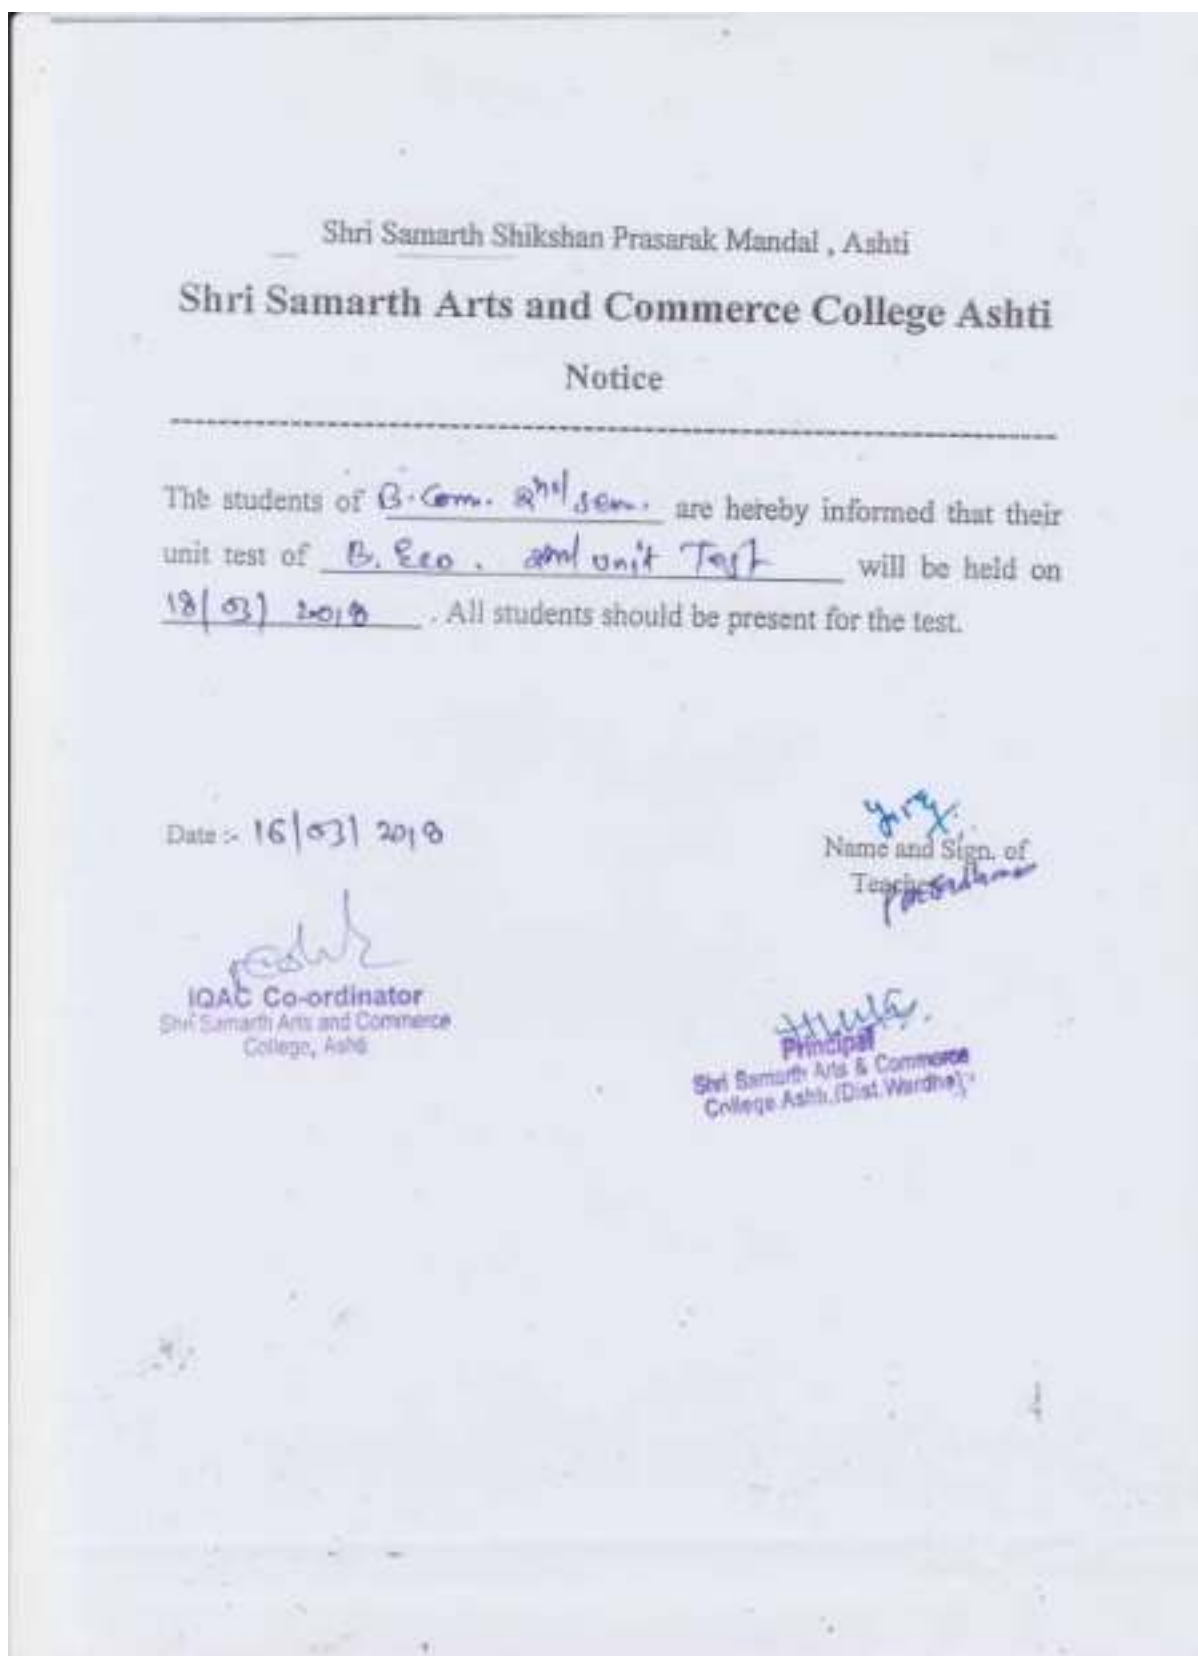 Shri Samarth Shikshan Prasarak Mandal , Ashti
Shri Samarth Arts and Commerce College Ashti
Notice
The students of B.Com. 2nd sem. are hereby informed that their
unit test of B. Eco. 2nd unit Test will be held on
18/03/2018 . All students should be present for the test.
Date :- 16/03/2018
Name and Sign. of
Teacher
IQAC Co-ordinator
Shri Samarth Arts and Commerce
College, Ashti
Principal
Shri Samarth Arts & Commerce
College Ashti.(Dist.Wardha)